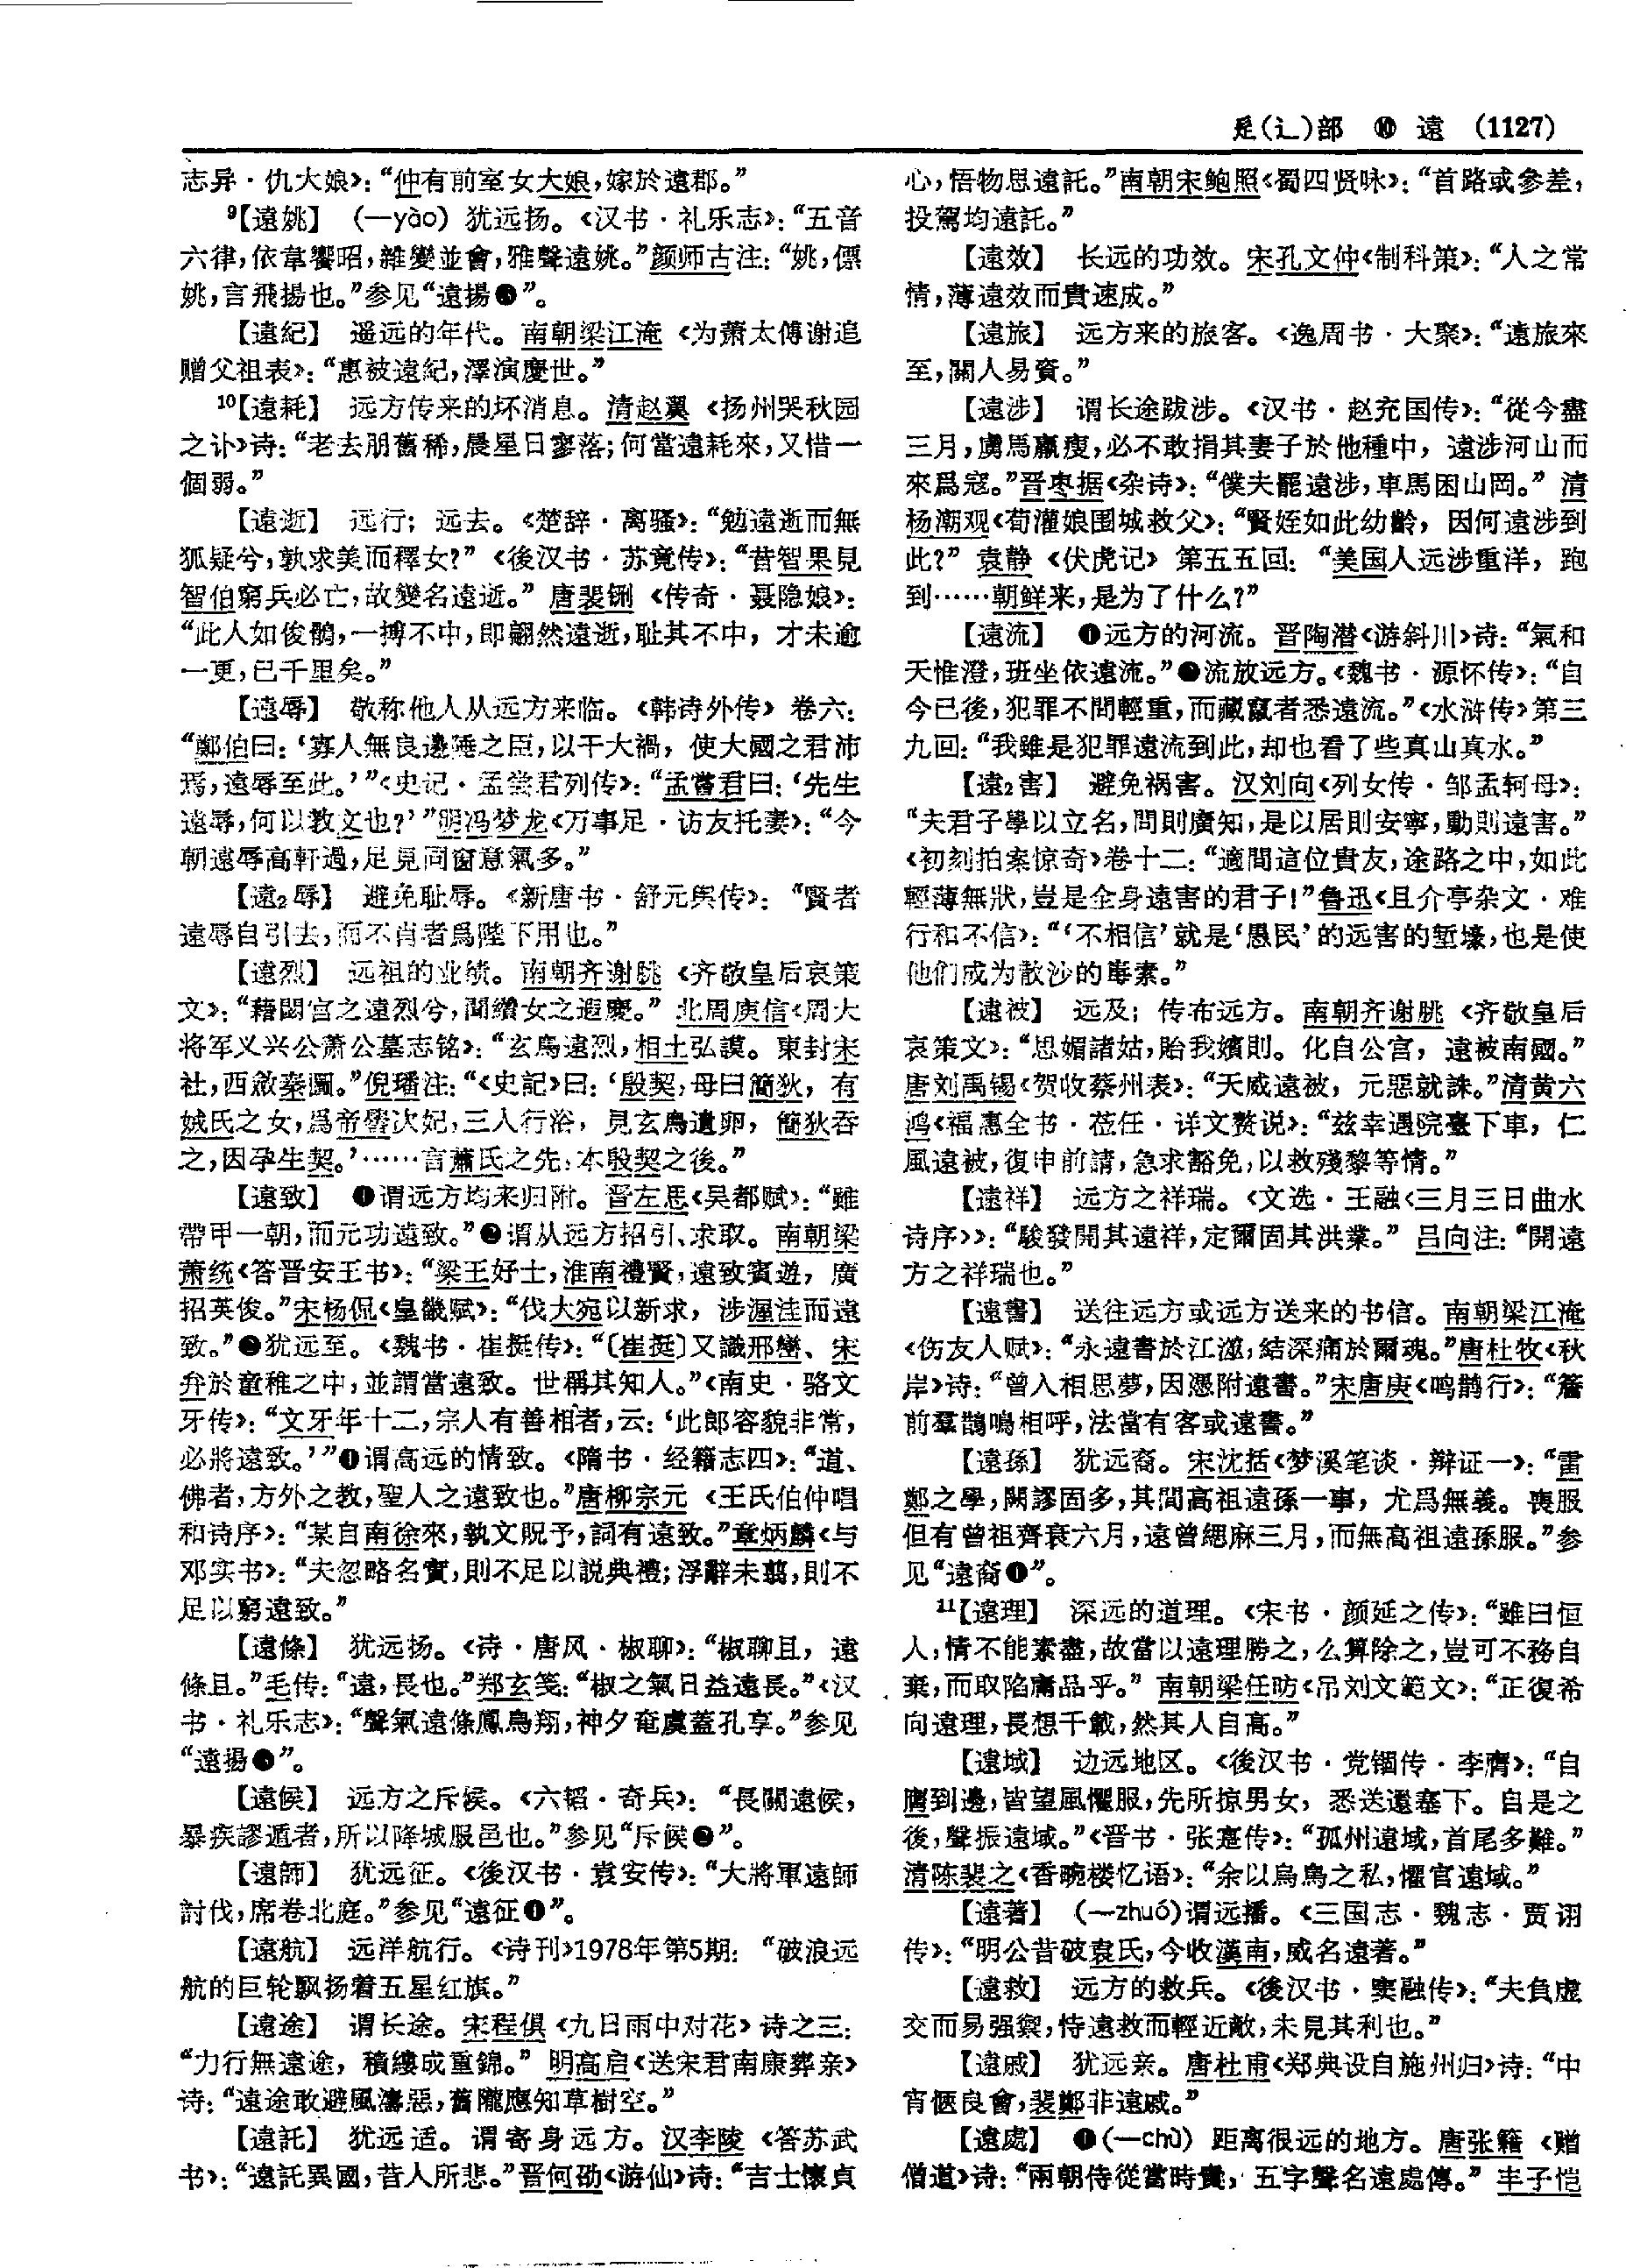 辵(辶)部 ⑩ 遠 (1127)
志异·仇大娘》：“仲有前室女大娘，嫁於遠郡。”
⁹【遠姚】 (—yào) 犹远扬。《汉书·礼乐志》：“五音
六律，依韋饗昭，雜變並會，雅聲遠姚。”颜师古注：“姚，僄
姚，言飛揚也。”参见“遠揚❸”。
【遠紀】 遥远的年代。南朝梁江淹《为萧太傅谢追
赠父祖表》：“惠被遠紀，澤演慶世。”
¹⁰【遠耗】 远方传来的坏消息。清赵翼《扬州哭秋园
之讣》诗：“老去朋舊稀，晨星日寥落；何當遠耗來，又惜一
個弱。”
【遠逝】 远行；远去。《楚辞·离骚》：“勉遠逝而無
狐疑兮，孰求美而釋女？”《後汉书·苏竟传》：“昔智果見
智伯窮兵必亡，故變名遠逝。”唐裴铏《传奇·聂隐娘》：
“此人如俊鶻，一搏不中，即翩然遠逝，耻其不中，才未逾
一更，已千里矣。”
【遠辱】 敬称他人从远方来临。《韩诗外传》卷六：
“鄭伯曰：‘寡人無良邊陲之臣，以干大禍，使大國之君沛
焉，遠辱至此。’”《史记·孟尝君列传》：“孟嘗君曰：‘先生
遠辱，何以教文也？’”明冯梦龙《万事足·访友托妻》：“今
朝遠辱高軒過，足見同窗意氣多。”
【遠₂辱】 避免耻辱。《新唐书·舒元舆传》：“賢者
遠辱自引去，而不肖者爲陛下用也。”
【遠烈】 远祖的业绩。南朝齐谢朓《齐敬皇后哀策
文》：“藉閟宫之遠烈兮，聞纘女之遐慶。”北周庾信《周大
将军义兴公萧公墓志铭》：“玄鳥遠烈，相土弘謨。東封宋
社，西斂秦圖。”倪璠注：“《史記》曰：‘殷契，母曰簡狄，有
娀氏之女，爲帝嚳次妃，三人行浴，見玄鳥遺卵，簡狄吞
之，因孕生契。’……言蕭氏之先，本殷契之後。”
【遠致】 ❶谓远方均来归附。晋左思《吴都赋》：“雖
帶甲一朝，而元功遠致。”❷谓从远方招引、求取。南朝梁
萧统《答晋安王书》：“梁王好士，淮南禮賢，遠致賓遊，廣
招英俊。”宋杨侃《皇畿赋》：“伐大宛以新求，涉渥洼而遠
致。”❸犹远至。《魏书·崔挺传》：“〔崔挺〕又識邢巒、宋
弁於童稚之中，並謂當遠致。世稱其知人。”《南史·骆文
牙传》：“文牙年十二，宗人有善相者，云：‘此郎容貌非常，
必將遠致。’”❹谓高远的情致。《隋书·经籍志四》：“道、
佛者，方外之教，聖人之遠致也。”唐柳宗元《王氏伯仲唱
和诗序》：“某自南徐來，執文貺予，詞有遠致。”章炳麟《与
邓实书》：“夫忽略名實，則不足以説典禮；浮辭未翦，則不
足以窮遠致。”
【遠條】 犹远扬。《诗·唐风·椒聊》：“椒聊且，遠
條且。”毛传：“遠，長也。”郑玄笺：“椒之氣日益遠長。”《汉
书·礼乐志》：“聲氣遠條鳳鳥翔，神夕奄虞蓋孔享。”参见
“遠揚❸”。
【遠候】 远方之斥候。《六韬·奇兵》：“長關遠候，
暴疾謬遁者，所以降城服邑也。”参见“斥候❷”。
【遠師】 犹远征。《後汉书·袁安传》：“大將軍遠師
討伐，席卷北庭。”参见“遠征❶”。
【遠航】 远洋航行。《诗刊》1978年第5期：“破浪远
航的巨轮飘扬着五星红旗。”
【遠途】 谓长途。宋程俱《九日雨中对花》诗之三：
“力行無遠途，積縷成重錦。”明高启《送宋君南康葬亲》
诗：“遠途敢避風濤惡，舊隴應知草樹空。”
【遠託】 犹远适。谓寄身远方。汉李陵《答苏武
书》：“遠託異國，昔人所悲。”晋何劭《游仙》诗：“吉士懷貞
心，悟物思遠託。”南朝宋鲍照《蜀四贤咏》：“首路或參差，
投駕均遠託。”
【遠效】 长远的功效。宋孔文仲《制科策》：“人之常
情，薄遠效而貴速成。”
【遠旅】 远方来的旅客。《逸周书·大聚》：“遠旅來
至，關人易資。”
【遠涉】 谓长途跋涉。《汉书·赵充国传》：“從今盡
三月，虜馬羸瘦，必不敢捐其妻子於他種中，遠涉河山而
來爲寇。”晋枣据《杂诗》：“僕夫罷遠涉，車馬困山岡。”清
杨潮观《荀灌娘围城救父》：“賢姪如此幼齡，因何遠涉到
此？”袁静《伏虎记》第五五回：“美国人远涉重洋，跑
到……朝鲜来，是为了什么？”
【遠流】 ❶远方的河流。晋陶潜《游斜川》诗：“氣和
天惟澄，班坐依遠流。”❷流放远方。《魏书·源怀传》：“自
今已後，犯罪不問輕重，而藏竄者悉遠流。”《水浒传》第三
九回：“我雖是犯罪遠流到此，却也看了些真山真水。”
【遠₂害】 避免祸害。汉刘向《列女传·邹孟轲母》：
“夫君子學以立名，問則廣知，是以居則安寧，動則遠害。”
《初刻拍案惊奇》卷十二：“適間這位貴友，途路之中，如此
輕薄無狀，豈是全身遠害的君子！”鲁迅《且介亭杂文·难
行和不信》：“‘不相信’就是‘愚民’的远害的堑壕，也是使
他们成为散沙的毒素。”
【遠被】 远及；传布远方。南朝齐谢朓《齐敬皇后
哀策文》：“思媚諸姑，貽我嬪則。化自公宫，遠被南國。”
唐刘禹锡《贺收蔡州表》：“天威遠被，元惡就誅。”清黄六
鸿《福惠全书·莅任·详文赘说》：“兹幸遇院臺下車，仁
風遠被，復申前請，急求豁免，以救殘黎等情。”
【遠祥】 远方之祥瑞。《文选·王融〈三月三日曲水
诗序〉》：“駿發開其遠祥，定爾固其洪業。”吕向注：“開遠
方之祥瑞也。”
【遠書】 送往远方或远方送来的书信。南朝梁江淹
《伤友人赋》：“永遠書於江澨，結深痛於爾魂。”唐杜牧《秋
岸》诗：“曾入相思夢，因憑附遠書。”宋唐庚《鸣鹊行》：“簷
前羣鵲鳴相呼，法當有客或遠書。”
【遠孫】 犹远裔。宋沈括《梦溪笔谈·辩证一》：“雷
鄭之學，闕謬固多，其間高祖遠孫一事，尤爲無義。喪服
但有曾祖齊衰六月，遠曾緦麻三月，而無高祖遠孫服。”参
见“遠裔❶”。
¹¹【遠理】 深远的道理。《宋书·颜延之传》：“雖曰恒
人，情不能素盡，故當以遠理勝之，么算除之，豈可不務自
棄，而取陷庸品乎。”南朝梁任昉《吊刘文範文》：“正復希
向遠理，長想千載，然其人自高。”
【遠域】 边远地区。《後汉书·党锢传·李膺》：“自
膺到邊，皆望風懼服，先所掠男女，悉送還塞下。自是之
後，聲振遠域。”《晋书·张寔传》：“孤州遠域，首尾多難。”
清陈裴之《香畹楼忆语》：“余以烏鳥之私，懼官遠域。”
【遠著】 (—zhuó)谓远播。《三国志·魏志·贾诩
传》：“明公昔破袁氏，今收漢南，威名遠著。”
【遠救】 远方的救兵。《後汉书·窦融传》：“夫負虚
交而易强禦，恃遠救而輕近敵，未見其利也。”
【遠戚】 犹远亲。唐杜甫《郑典设自施州归》诗：“中
宵愜良會，裴鄭非遠戚。”
【遠處】 ❶(—chù) 距离很远的地方。唐张籍《赠
僧道》诗：“兩朝侍從當時貴，五字聲名遠處傳。”丰子恺